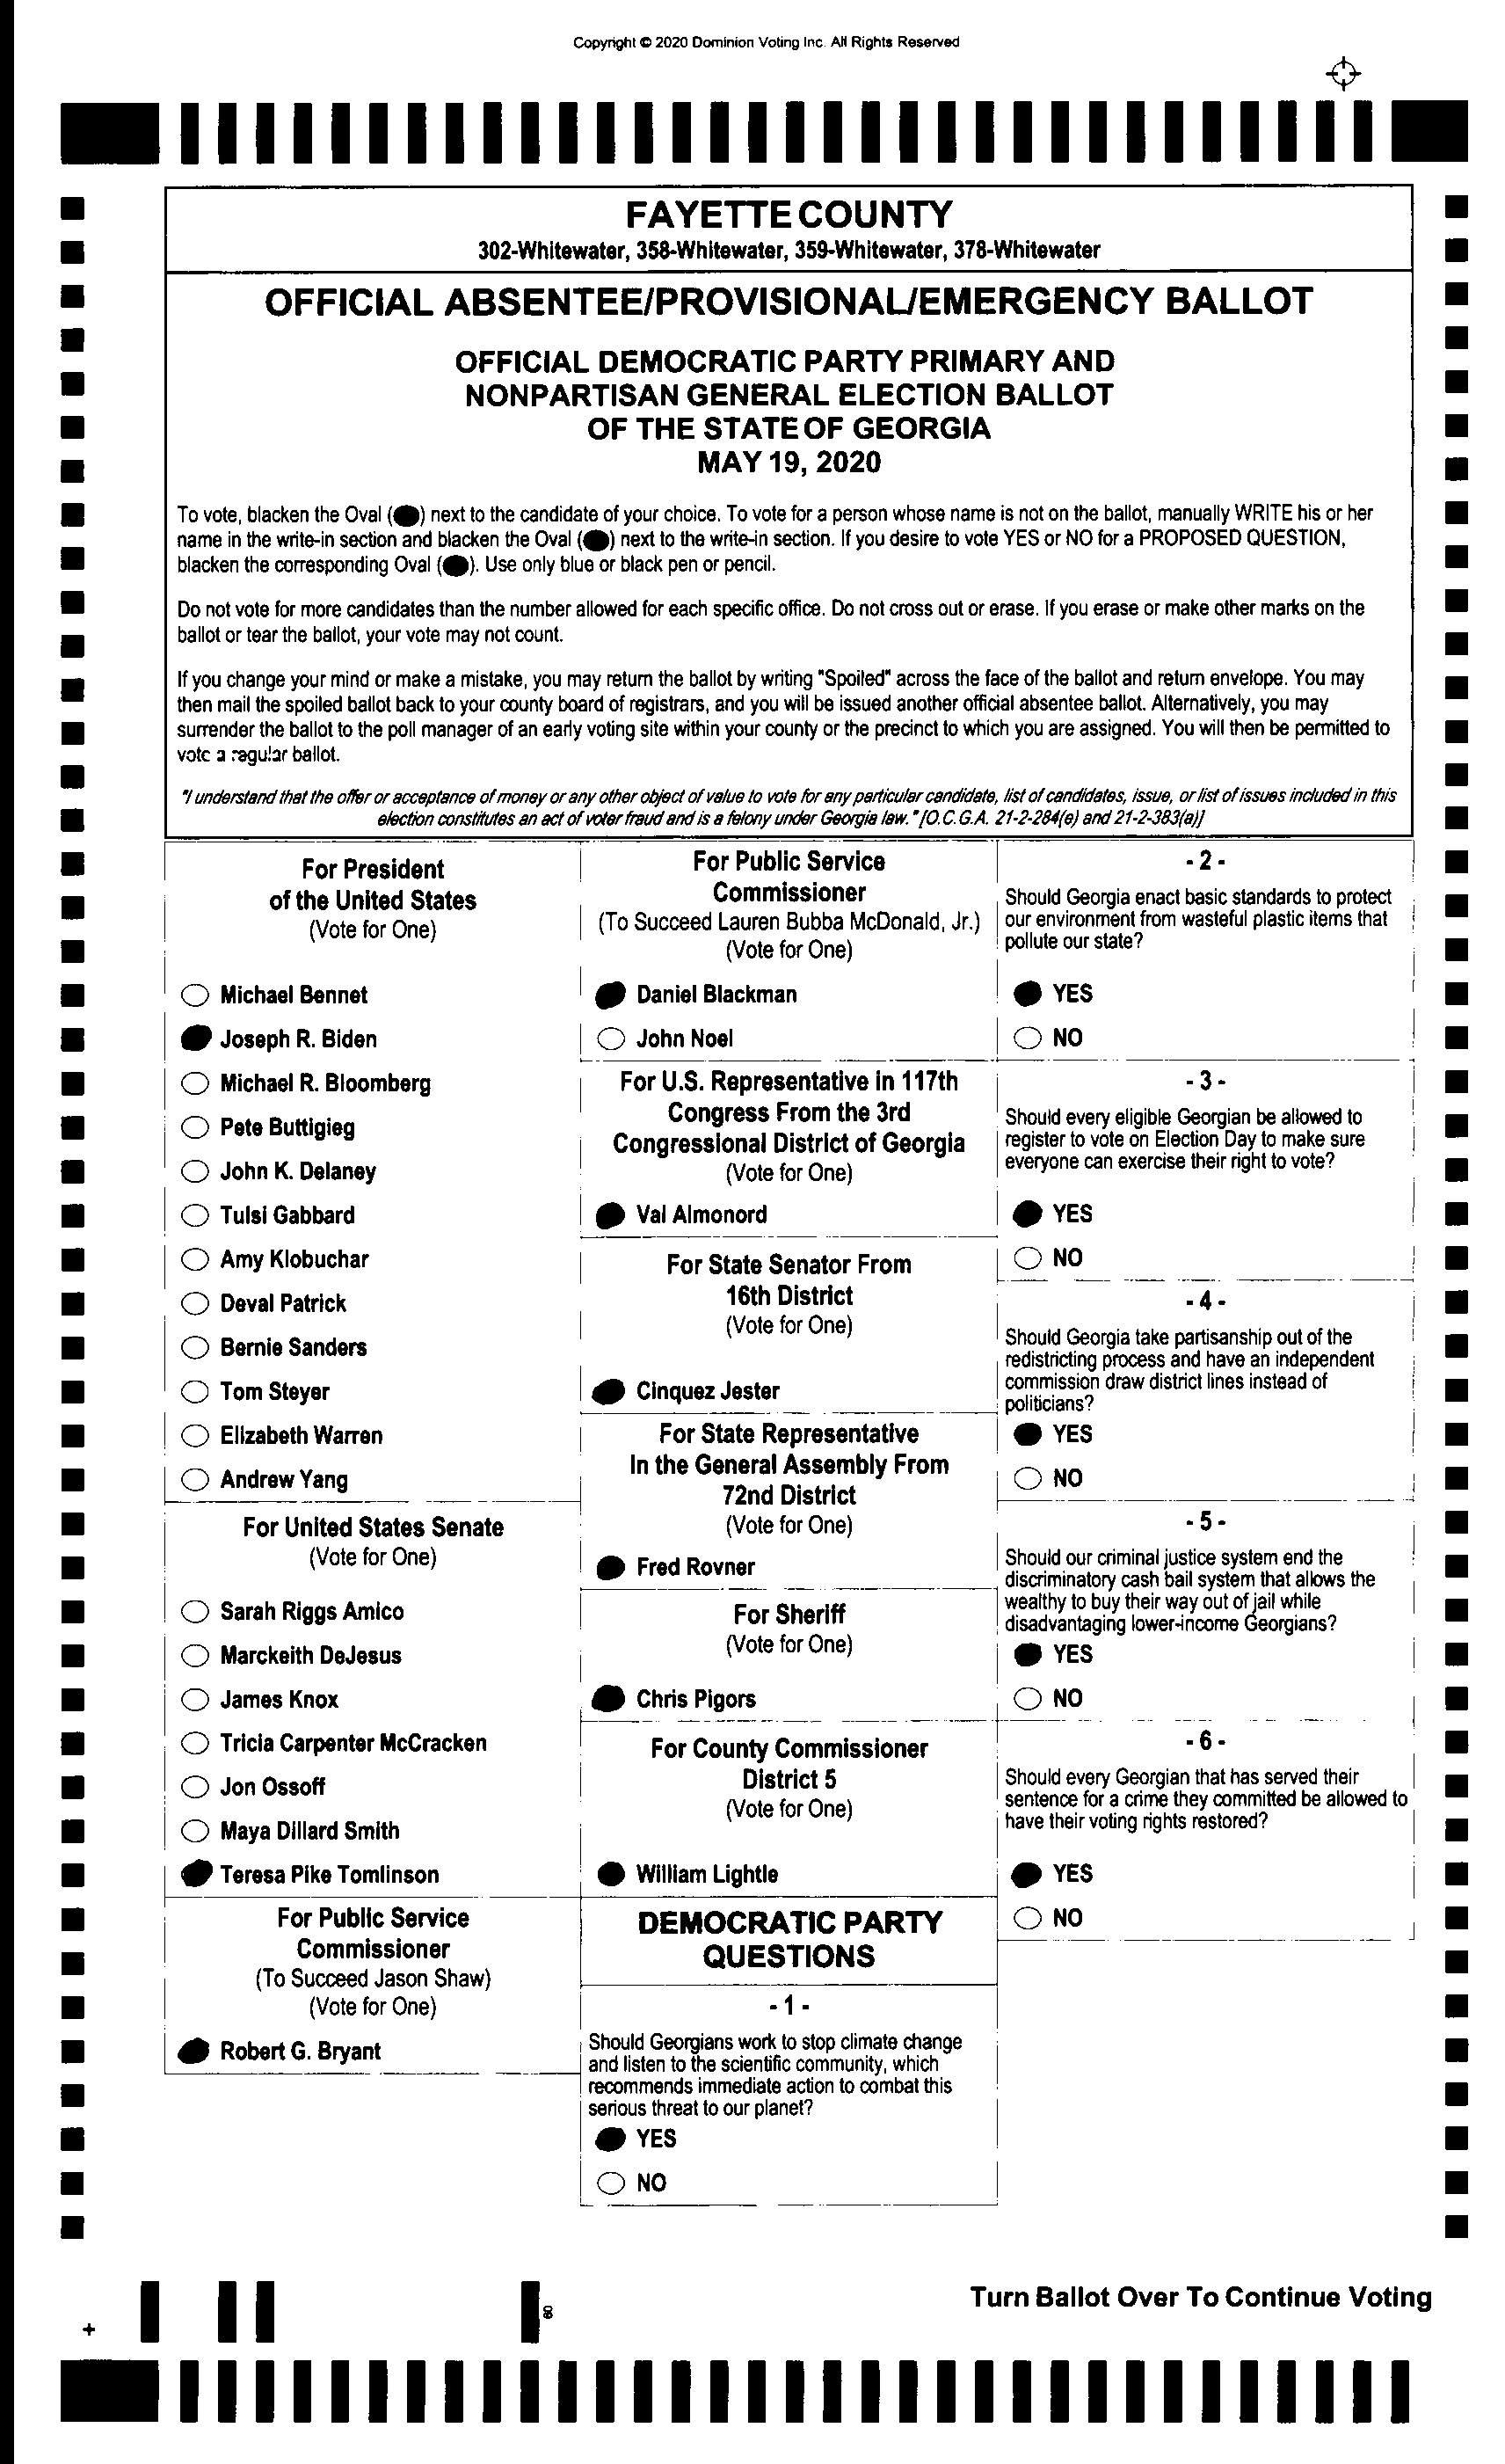 Copyright © 2020 Dominion Voting Inc. All Rights Reserved
FAYETTE COUNTY
302-Whitewater, 358-Whitewater, 359-Whitewater, 378-Whitewater
OFFICIAL ABSENTEE/PROVISIONAL/EMERGENCY BALLOT
OFFICIAL DEMOCRATIC PARTY PRIMARY AND
NONPARTISAN GENERAL ELECTION BALLOT
OF THE STATE OF GEORGIA
MAY 19, 2020
To vote, blacken the Oval ( ) next to the candidate of your choice. To vote for a person whose name is not on the ballot, manually WRITE his or her
name in the write-in section and blacken the Oval ( ) next to the write-in section. If you desire to vote YES or NO for a PROPOSED QUESTION,
blacken the corresponding Oval ( ). Use only blue or black pen or pencil.
Do not vote for more candidates than the number allowed for each specific office. Do not cross out or erase. If you erase or make other marks on the
ballot or tear the ballot, your vote may not count.
If you change your mind or make a mistake, you may return the ballot by writing "Spoiled" across the face of the ballot and return envelope. You may
then mail the spoiled ballot back to your county board of registrars, and you will be issued another official absentee ballot. Alternatively, you may
surrender the ballot to the poll manager of an early voting site within your county or the precinct to which you are assigned. You will then be permitted to
vote a regular ballot.
"I understand that the offer or acceptance of money or any other object of value to vote for any particular candidate, list of candidates, issue, or list of issues included in this
election constitutes an act of voter fraud and is a felony under Georgia law." [O.C.G.A. 21-2-284(e) and 21-2-383(a)]
For President
of the United States
(Vote for One)
Michael Bennet
Joseph R. Biden
Michael R. Bloomberg
Pete Buttigieg
John K. Delaney
Tulsi Gabbard
Amy Klobuchar
Deval Patrick
Bernie Sanders
Tom Steyer
Elizabeth Warren
Andrew Yang
For United States Senate
(Vote for One)
Sarah Riggs Amico
Marckeith DeJesus
James Knox
Tricia Carpenter McCracken
Jon Ossoff
Maya Dillard Smith
Teresa Pike Tomlinson
For Public Service
Commissioner
(To Succeed Jason Shaw)
(Vote for One)
Robert G. Bryant
For Public Service
Commissioner
(To Succeed Lauren Bubba McDonald, Jr.)
(Vote for One)
Daniel Blackman
John Noel
For U.S. Representative in 117th
Congress From the 3rd
Congressional District of Georgia
(Vote for One)
Val Almonord
For State Senator From
16th District
(Vote for One)
Cinquez Jester
For State Representative
In the General Assembly From
72nd District
(Vote for One)
Fred Rovner
For Sheriff
(Vote for One)
Chris Pigors
For County Commissioner
District 5
(Vote for One)
William Lightle
DEMOCRATIC PARTY
QUESTIONS
- 1 -
Should Georgians work to stop climate change
and listen to the scientific community, which
recommends immediate action to combat this
serious threat to our planet?
YES
NO
- 2 -
Should Georgia enact basic standards to protect
our environment from wasteful plastic items that
pollute our state?
YES
NO
- 3 -
Should every eligible Georgian be allowed to
register to vote on Election Day to make sure
everyone can exercise their right to vote?
YES
NO
- 4 -
Should Georgia take partisanship out of the
redistricting process and have an independent
commission draw district lines instead of
politicians?
YES
NO
- 5 -
Should our criminal justice system end the
discriminatory cash bail system that allows the
wealthy to buy their way out of jail while
disadvantaging lower-income Georgians?
YES
NO
- 6 -
Should every Georgian that has served their
sentence for a crime they committed be allowed to
have their voting rights restored?
YES
NO
Turn Ballot Over To Continue Voting